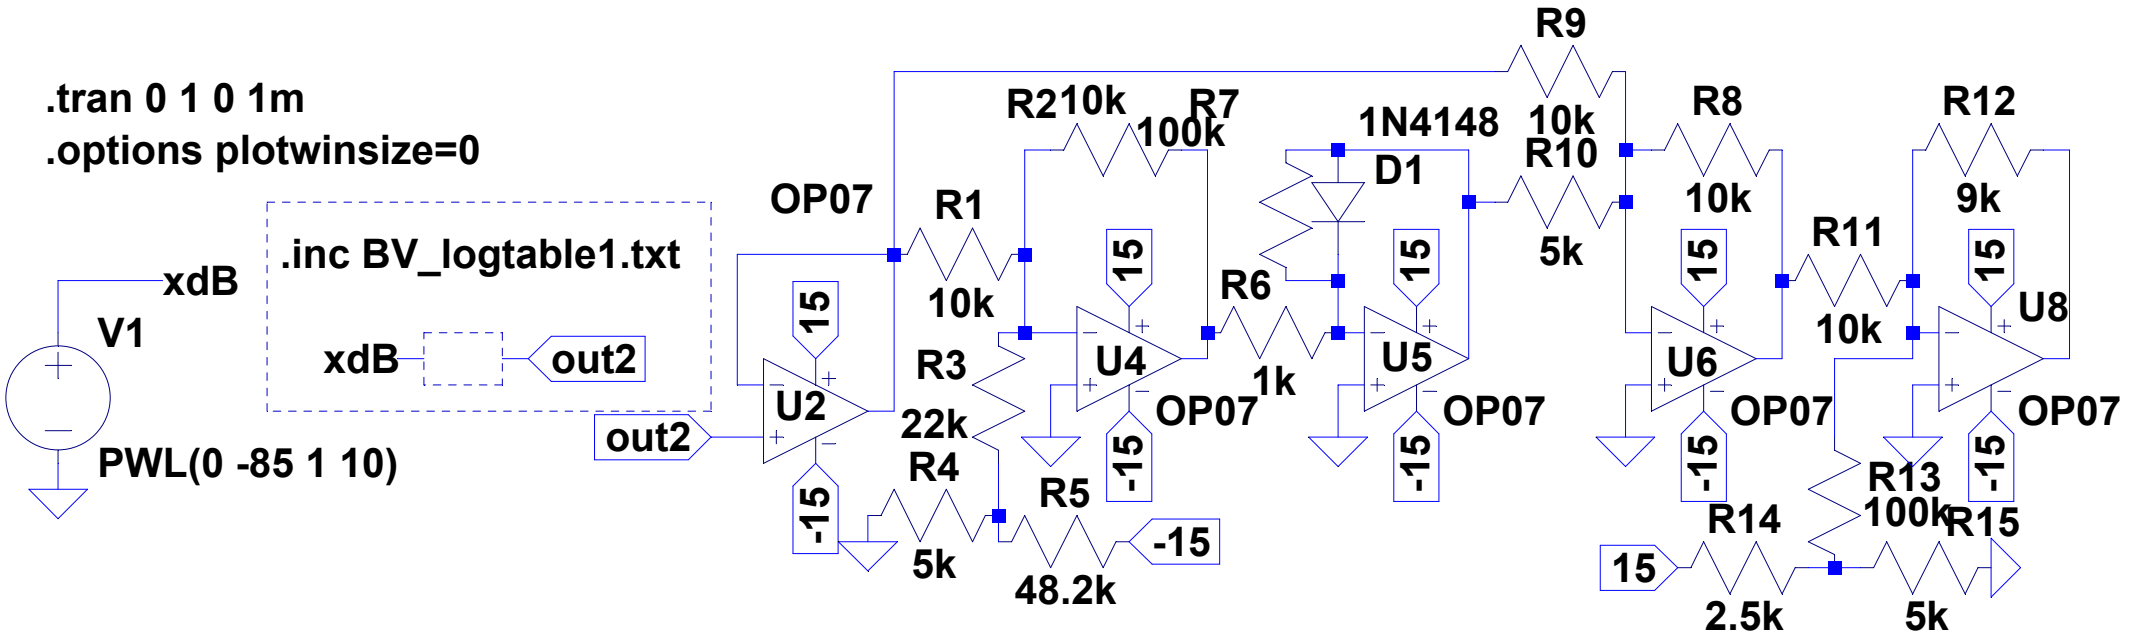 .tran 0 1 0 1m
.options plotwinsize=0
.inc BV_logtable1.txt
xdB
V1
PWL(0 -85 1 10)
xdB
out2
out2
OP07
15
U2
-15
R1
10k
R2
10k
R3
22k
R4
5k
R5
48.2k
-15
15
U4
OP07
-15
R7
100k
R6
1k
1N4148
D1
15
U5
OP07
-15
R9
10k
R10
5k
R8
10k
15
U6
OP07
-15
R11
10k
R12
9k
15
U8
OP07
-15
R13
100k
R14
2.5k
15
R15
5k